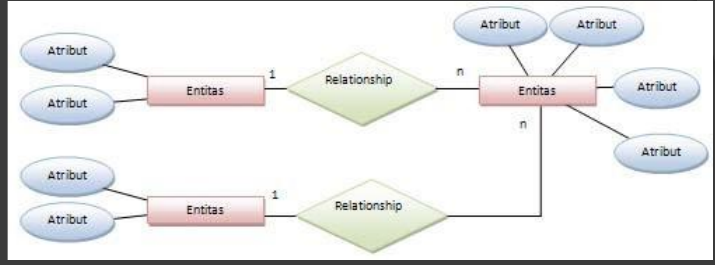 Atribut
Atribut
Atribut
Atribut
Entitas
1
Relationship
n
Entitas
Atribut
n
Atribut
Atribut
Atribut
Entitas
1
Relationship